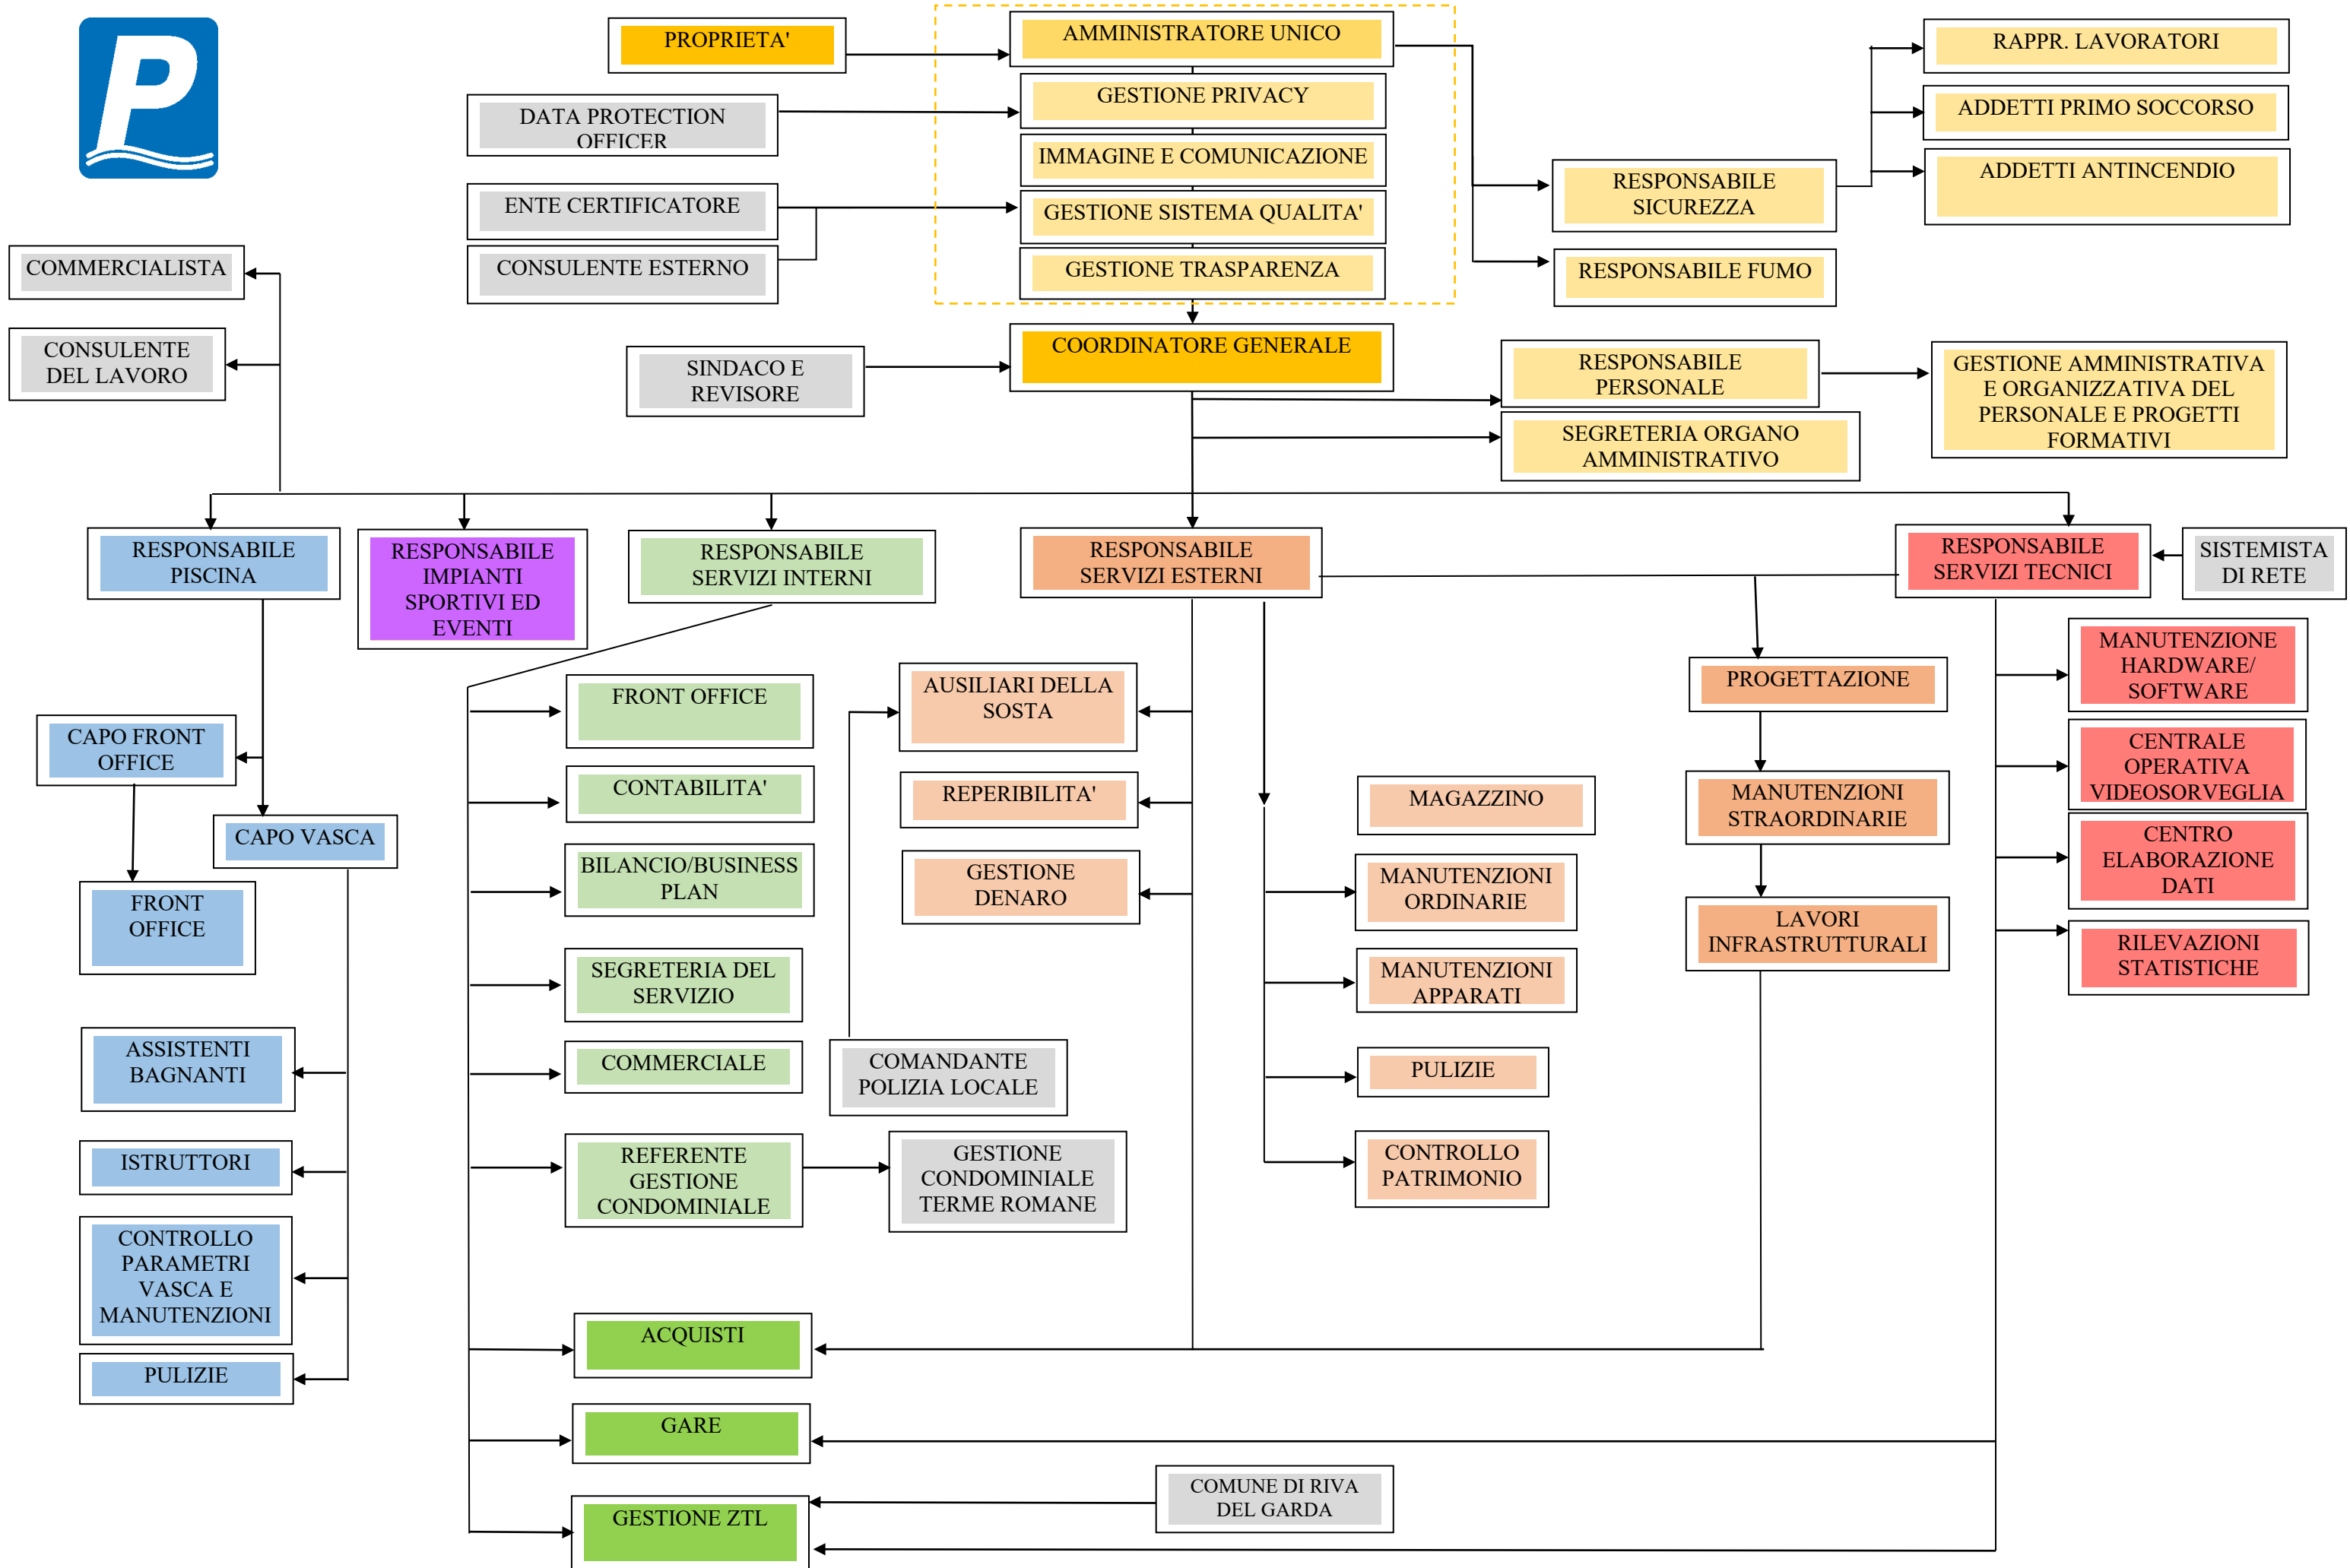 P
PROPRIETA'
AMMINISTRATORE UNICO
RAPPR. LAVORATORI
DATA PROTECTION
OFFICER
GESTIONE PRIVACY
ADDETTI PRIMO SOCCORSO
IMMAGINE E COMUNICAZIONE
ADDETTI ANTINCENDIO
ENTE CERTIFICATORE
GESTIONE SISTEMA QUALITA'
RESPONSABILE
SICUREZZA
CONSULENTE ESTERNO
GESTIONE TRASPARENZA
RESPONSABILE FUMO
COMMERCIALISTA
CONSULENTE
DEL LAVORO
SINDACO E
REVISORE
COORDINATORE GENERALE
RESPONSABILE
PERSONALE
GESTIONE AMMINISTRATIVA
E ORGANIZZATIVA DEL
PERSONALE E PROGETTI
FORMATIVI
SEGRETERIA ORGANO
AMMINISTRATIVO
RESPONSABILE
PISCINA
RESPONSABILE
IMPIANTI
SPORTIVI ED
EVENTI
RESPONSABILE
SERVIZI INTERNI
RESPONSABILE
SERVIZI ESTERNI
RESPONSABILE
SERVIZI TECNICI
SISTEMISTA
DI RETE
CAPO FRONT
OFFICE
CAPO VASCA
FRONT
OFFICE
ASSISTENTI
BAGNANTI
ISTRUTTORI
CONTROLLO
PARAMETRI
VASCA E
MANUTENZIONI
PULIZIE
FRONT OFFICE
CONTABILITA'
BILANCIO/BUSINESS
PLAN
SEGRETERIA DEL
SERVIZIO
COMMERCIALE
REFERENTE
GESTIONE
CONDOMINIALE
GESTIONE
CONDOMINIALE
TERME ROMANE
AUSILIARI DELLA
SOSTA
REPERIBILITA'
GESTIONE
DENARO
COMANDANTE
POLIZIA LOCALE
MAGAZZINO
MANUTENZIONI
ORDINARIE
MANUTENZIONI
APPARATI
PULIZIE
CONTROLLO
PATRIMONIO
PROGETTAZIONE
MANUTENZIONI
STRAORDINARIE
LAVORI
INFRASTRUTTURALI
MANUTENZIONE
HARDWARE/
SOFTWARE
CENTRALE
OPERATIVA
VIDEOSORVEGLIA
CENTRO
ELABORAZIONE
DATI
RILEVAZIONI
STATISTICHE
ACQUISTI
GARE
GESTIONE ZTL
COMUNE DI RIVA
DEL GARDA